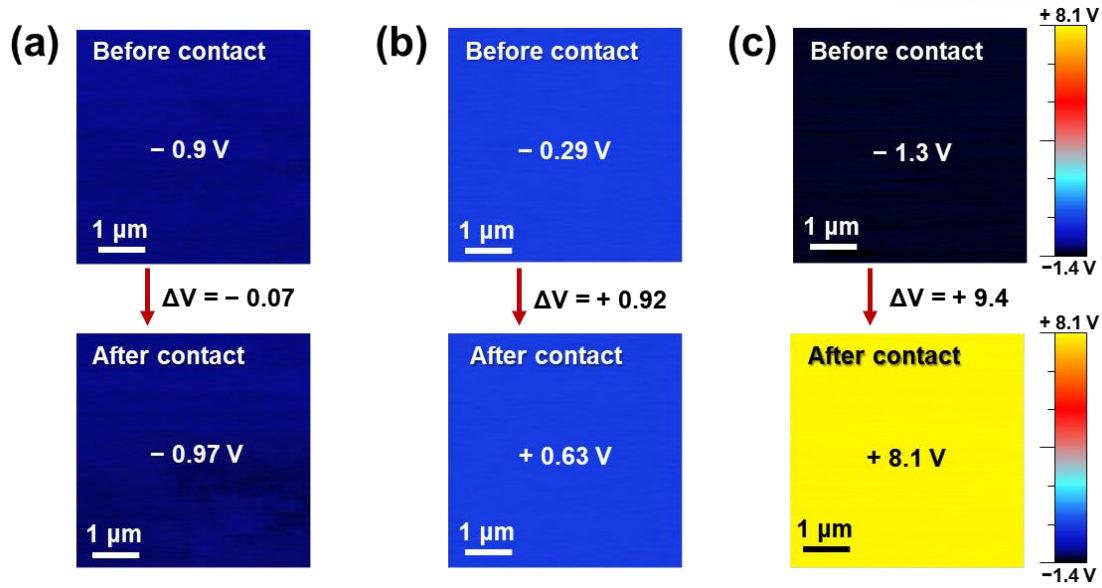 (a)
Before contact
− 0.9 V
1 µm
ΔV = − 0.07
After contact
− 0.97 V
1 µm
(b)
Before contact
− 0.29 V
1 µm
ΔV = + 0.92
After contact
+ 0.63 V
1 µm
(c)
Before contact
− 1.3 V
1 µm
ΔV = + 9.4
After contact
+ 8.1 V
1 µm
+ 8.1 V
−1.4 V
+ 8.1 V
−1.4 V